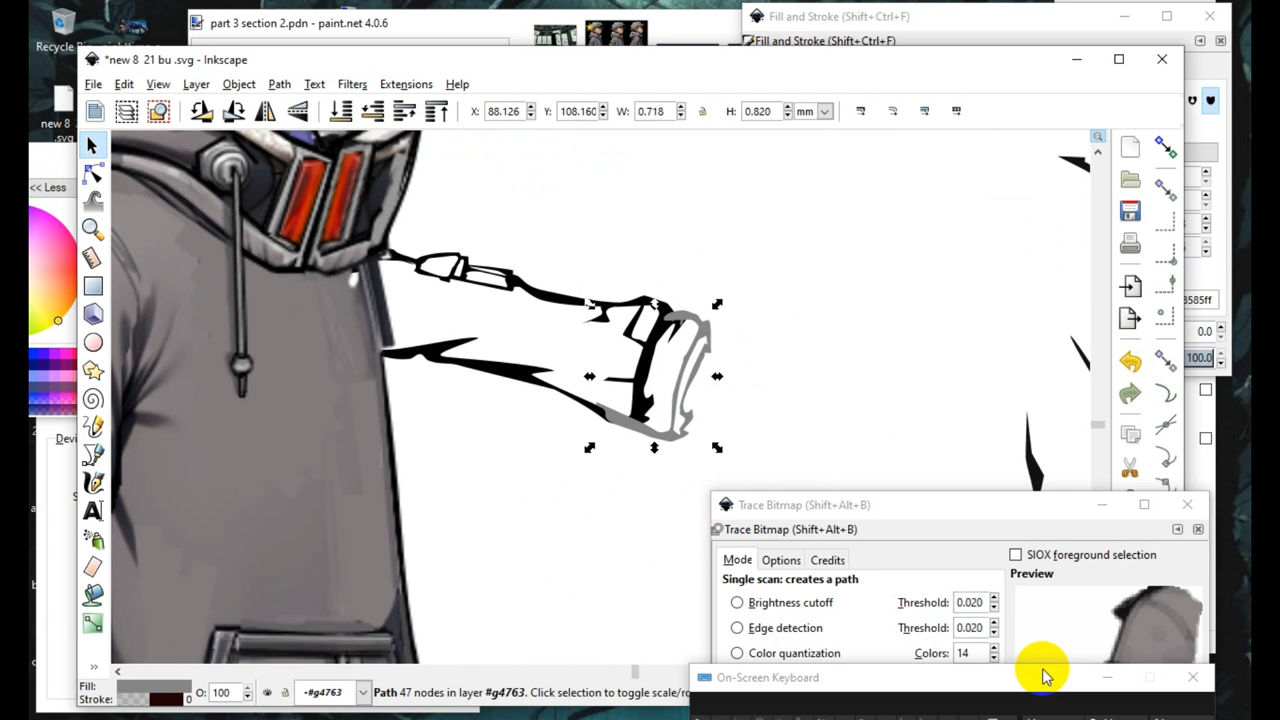 Recycle Bin
part 3 section 2.pdn - paint.net 4.0.6
Fill and Stroke (Shift+Ctrl+F)
Fill and Stroke (Shift+Ctrl+F)
*new 8 21 bu .svg - Inkscape
File Edit View Layer Object Path Text Filters Extensions Help
X: 88.126 Y: 108.160 W: 0.718 H: 0.820 mm
new 8
.svg
<< Less
8585ff
0.0
100.0
Trace Bitmap (Shift+Alt+B)
Trace Bitmap (Shift+Alt+B)
Mode Options Credits
SIOX foreground selection
Preview
Single scan: creates a path
Brightness cutoff Threshold: 0.020
Edge detection Threshold: 0.020
Color quantization Colors: 14
On-Screen Keyboard
Fill:
Stroke: 0
O: 100
-#g4763
Path 47 nodes in layer #g4763. Click selection to toggle scale/ro